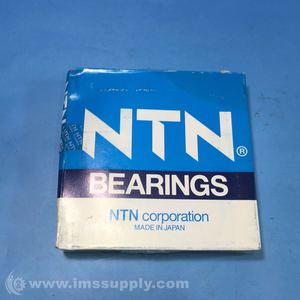 NTN®
BEARINGS
NTN corporation
MADE IN JAPAN
www.imssupply.com